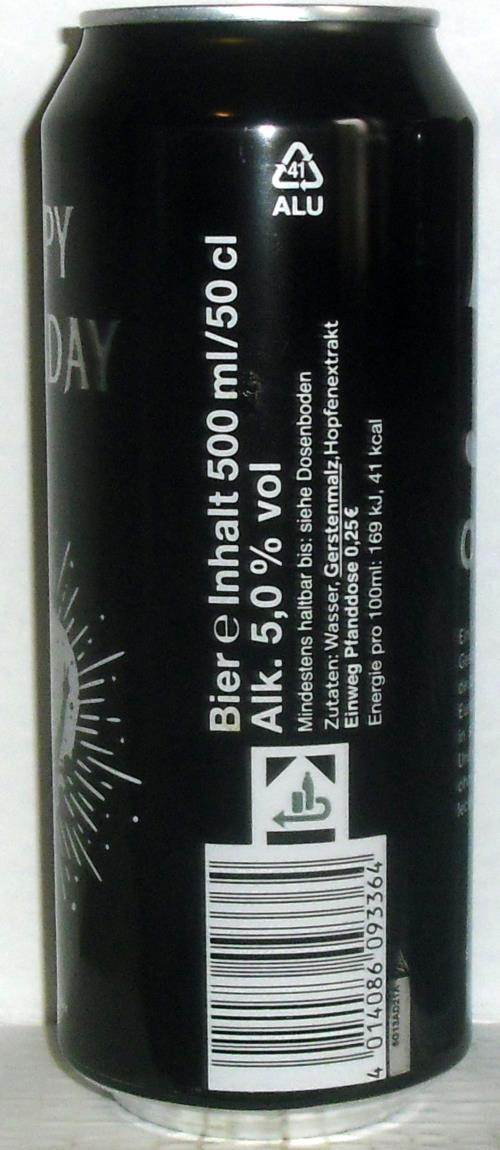 41
ALU
PY
DAY
Bier ℮ Inhalt 500 ml/50 cl
Alk. 5,0 % vol
Mindestens haltbar bis: siehe Dosenboden
Zutaten: Wasser, Gerstenmalz,Hopfenextrakt
Einweg Pfanddose 0,25€
Energie pro 100ml: 169 kJ, 41 kcal
4 014086 093364